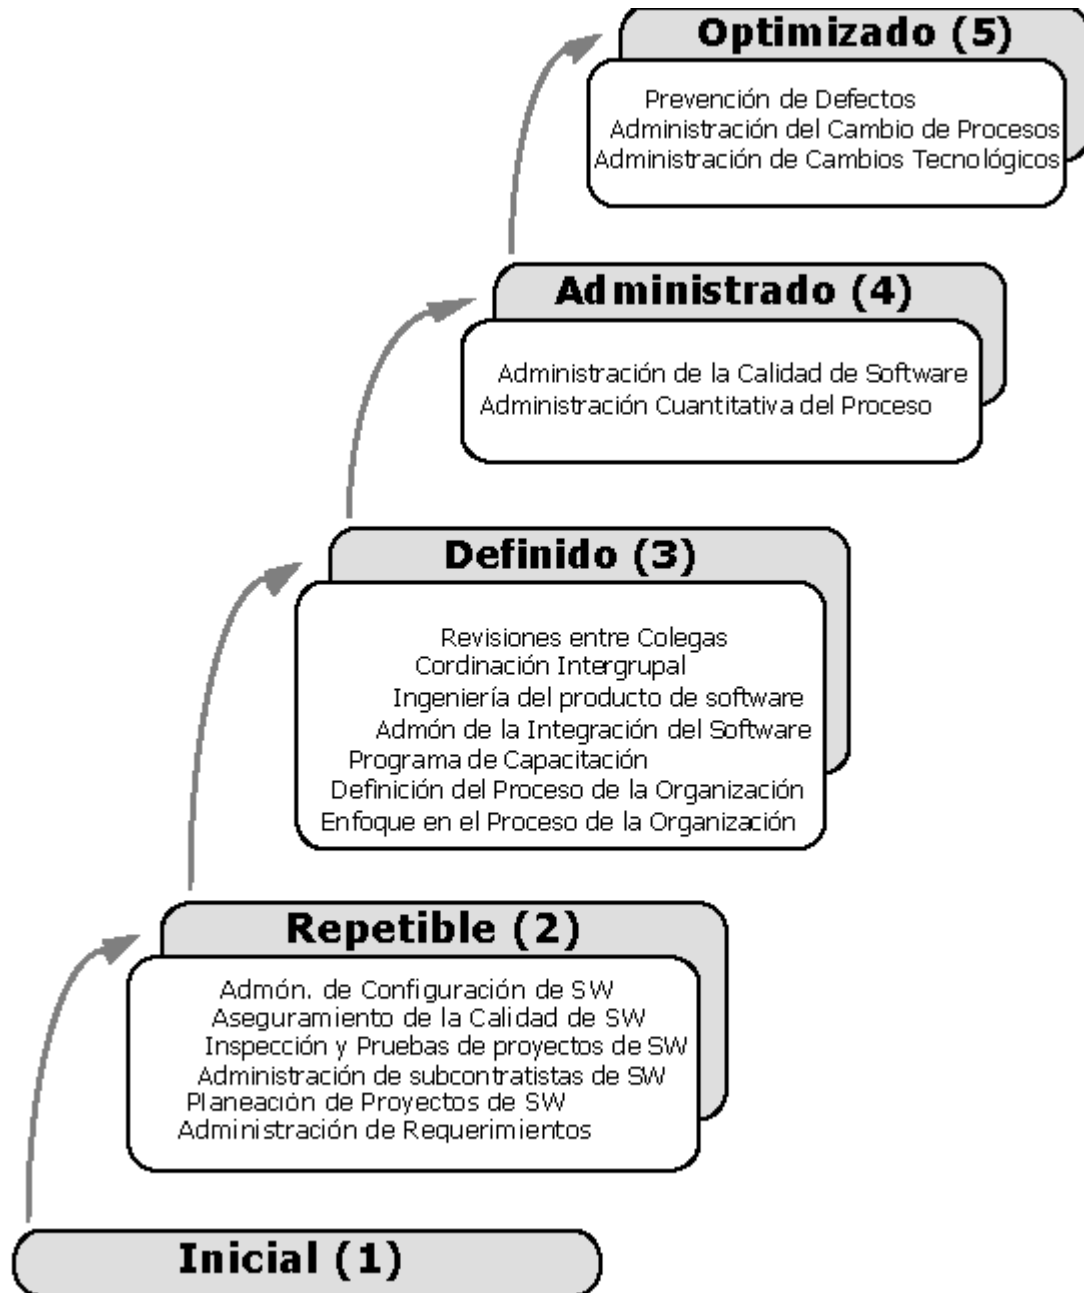 Optimizado (5)
Prevención de Defectos
Administración del Cambio de Procesos
Administración de Cambios Tecnológicos
Administrado (4)
Administración de la Calidad de Software
Administración Cuantitativa del Proceso
Definido (3)
Revisiones entre Colegas
Cordinación Intergrupal
Ingeniería del producto de software
Admón de la Integración del Software
Programa de Capacitación
Definición del Proceso de la Organización
Enfoque en el Proceso de la Organización
Repetible (2)
Admón. de Configuración de SW
Aseguramiento de la Calidad de SW
Inspección y Pruebas de proyectos de SW
Administración de subcontratistas de SW
Planeación de Proyectos de SW
Administración de Requerimientos
Inicial (1)